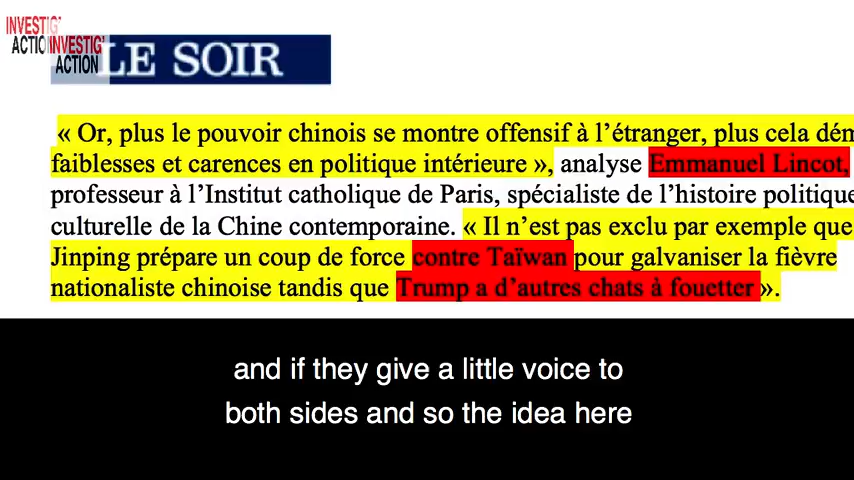 INVESTIG'
ACTIO
INVESTIG'
ACTION
LE SOIR
« Or, plus le pouvoir chinois se montre offensif à l'étranger, plus cela
faiblesses et carences en politique intérieure », analyse Emmanuel Lincot,
professeur à l'Institut catholique de Paris, spécialiste de l'histoire politique
culturelle de la Chine contemporaine. « Il n'est pas exclu par exemple que
Jinping prépare un coup de force contre Taïwan pour galvaniser la fièvre
nationaliste chinoise tandis que Trump a d'autres chats à fouetter ».
and if they give a little voice to
both sides and so the idea here